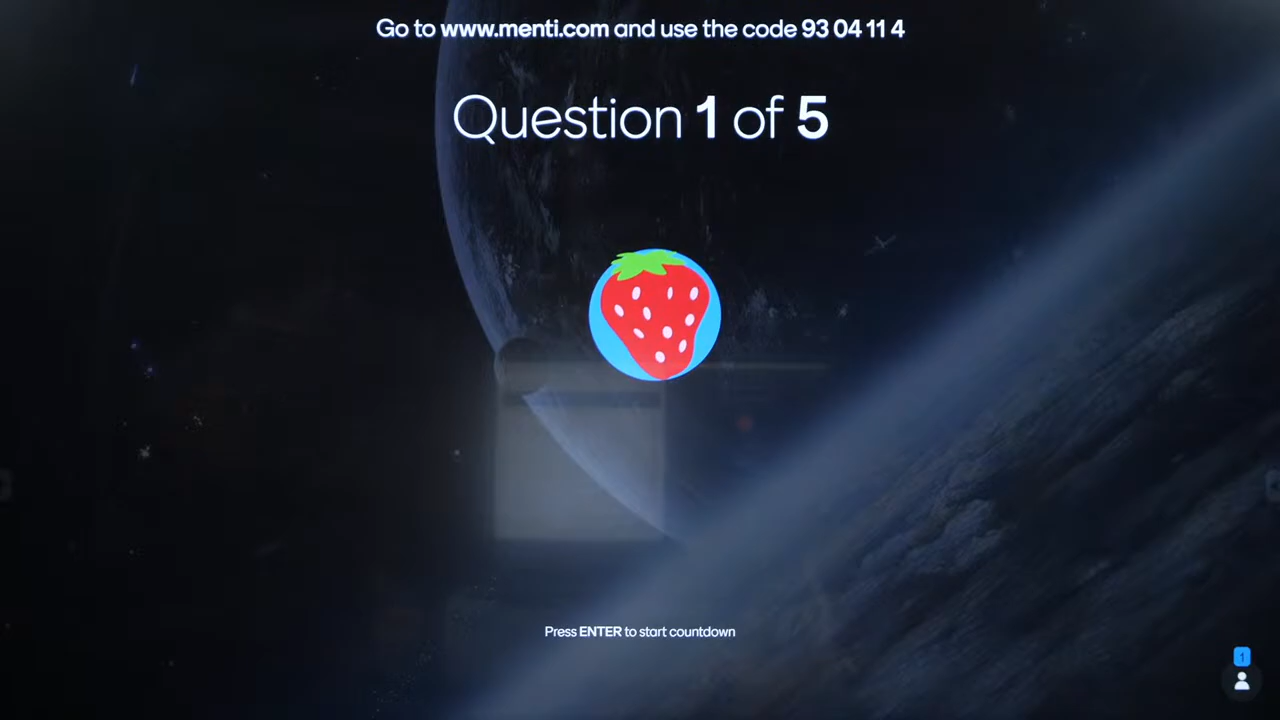 Go to www.menti.com and use the code 93 04 11 4
Question 1 of 5
Press ENTER to start countdown
1